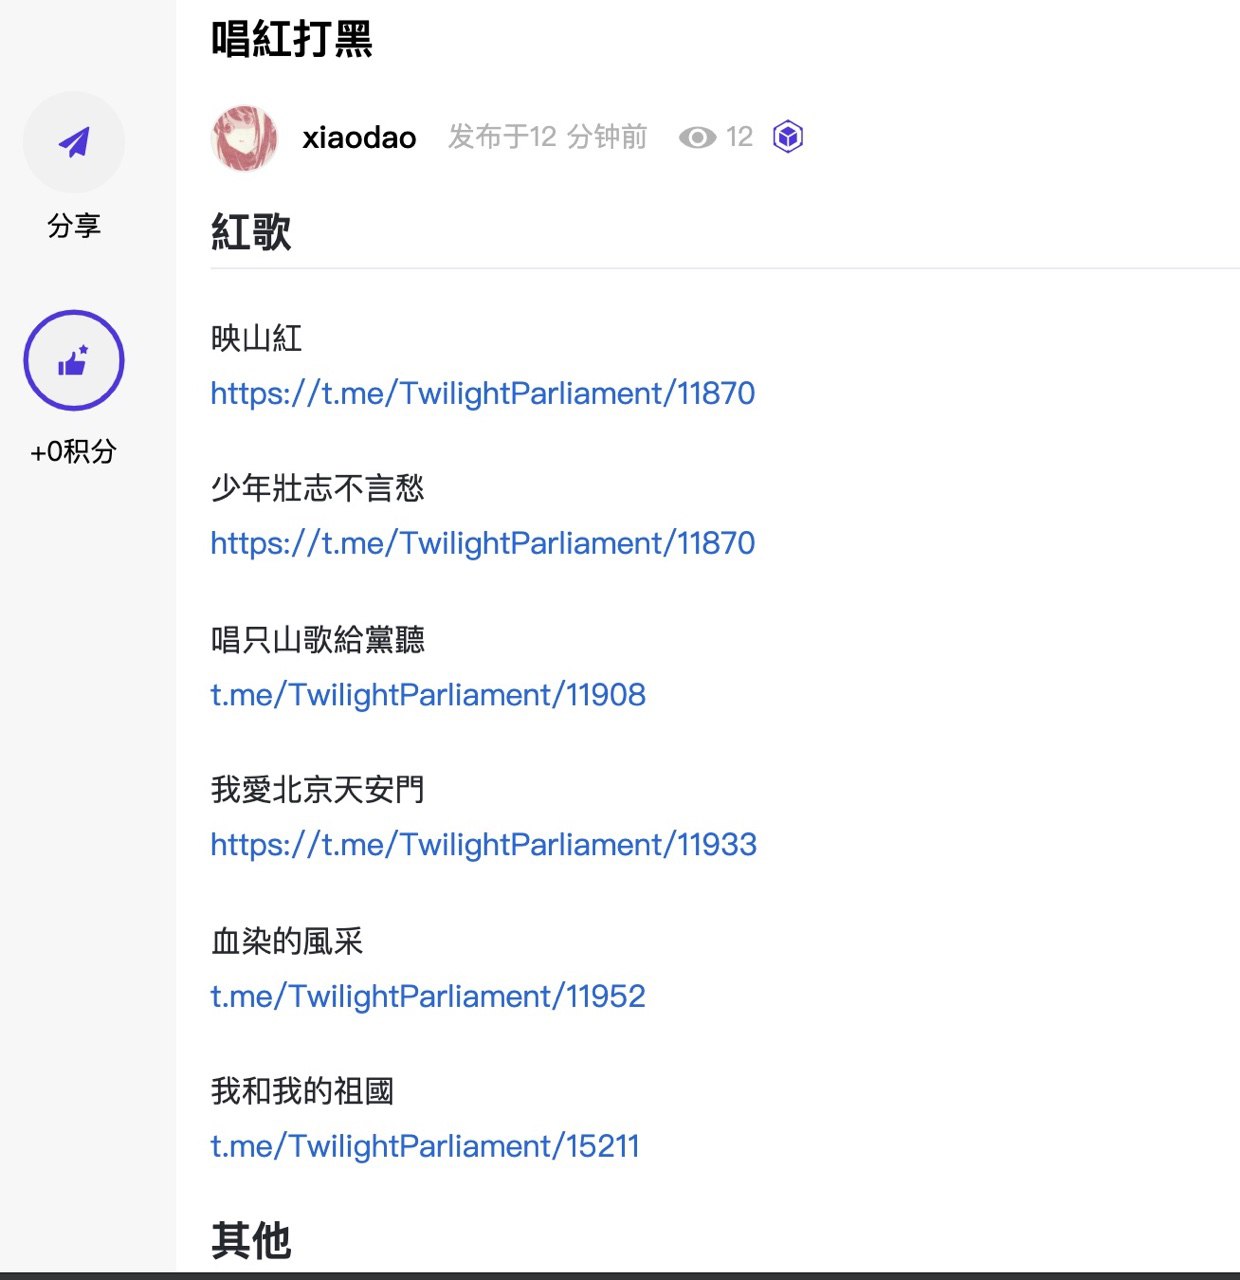 唱紅打黑
xiaodao 发布于12 分钟前 12
分享
+0积分
紅歌
映山紅
https://t.me/TwilightParliament/11870
少年壯志不言愁
https://t.me/TwilightParliament/11870
唱只山歌給黨聽
t.me/TwilightParliament/11908
我愛北京天安門
https://t.me/TwilightParliament/11933
血染的風采
t.me/TwilightParliament/11952
我和我的祖國
t.me/TwilightParliament/15211
其他